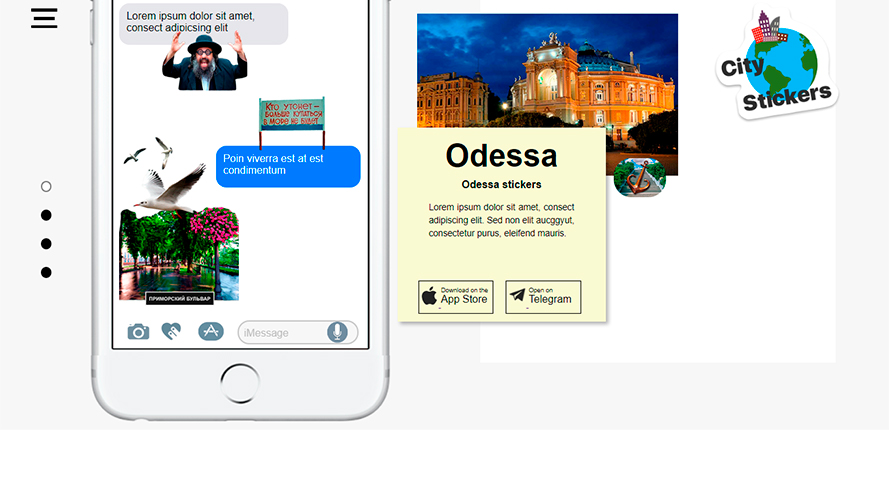 Lorem ipsum dolor sit amet,
consect adipicsing elit
Кто утонет –
больше купаться
в море не будет
Poin viverra est at est
condimentum
ПРИМОРСКИЙ БУЛЬВАР
iMessage
Odessa
Odessa stickers
Lorem ipsum dolor sit amet, consect
adipiscing elit. Sed non elit aucggyut,
consectetur purus, eleifend mauris.
Download on the
App Store
Open on
Telegram
City
Stickers